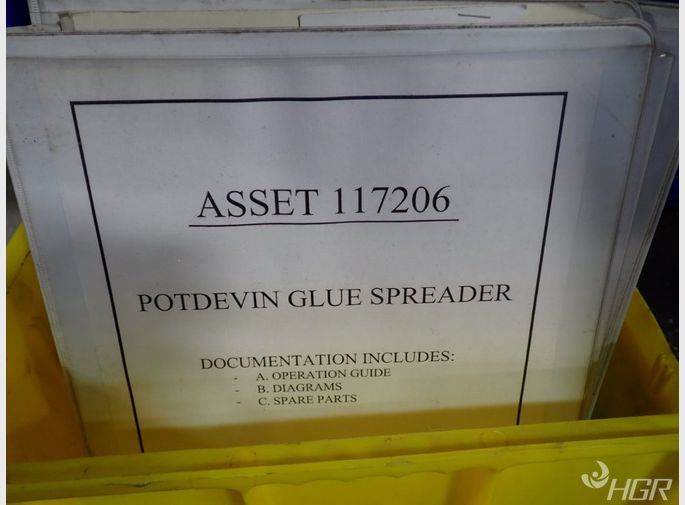 ASSET 117206
POTDEVIN GLUE SPREADER
DOCUMENTATION INCLUDES:
- A. OPERATION GUIDE
- B. DIAGRAMS
- C. SPARE PARTS
HGR